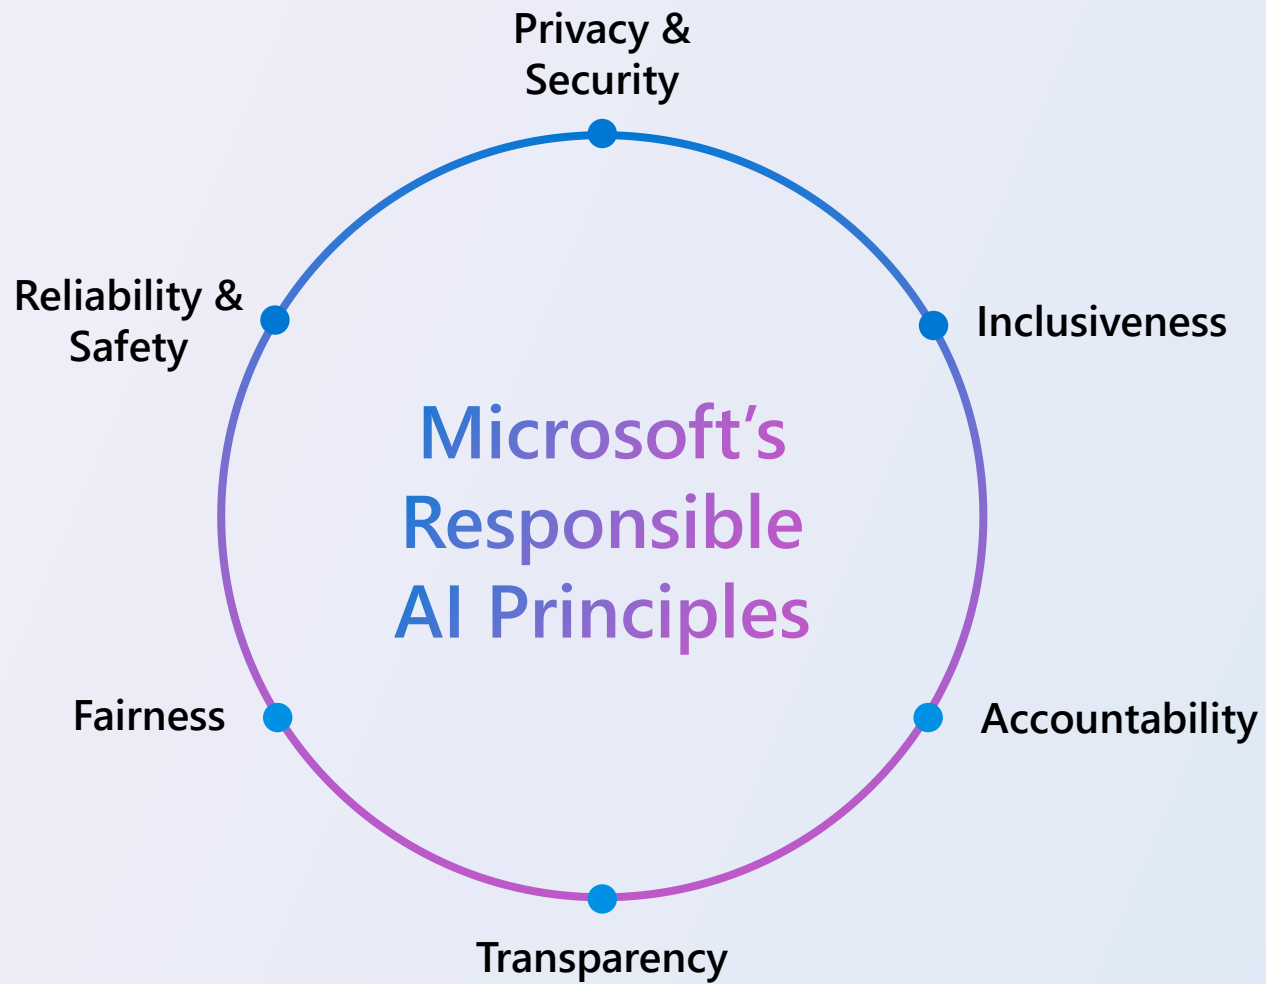 Privacy &
Security
Reliability &
Safety
Inclusiveness
Microsoft’s
Responsible
AI Principles
Fairness
Accountability
Transparency